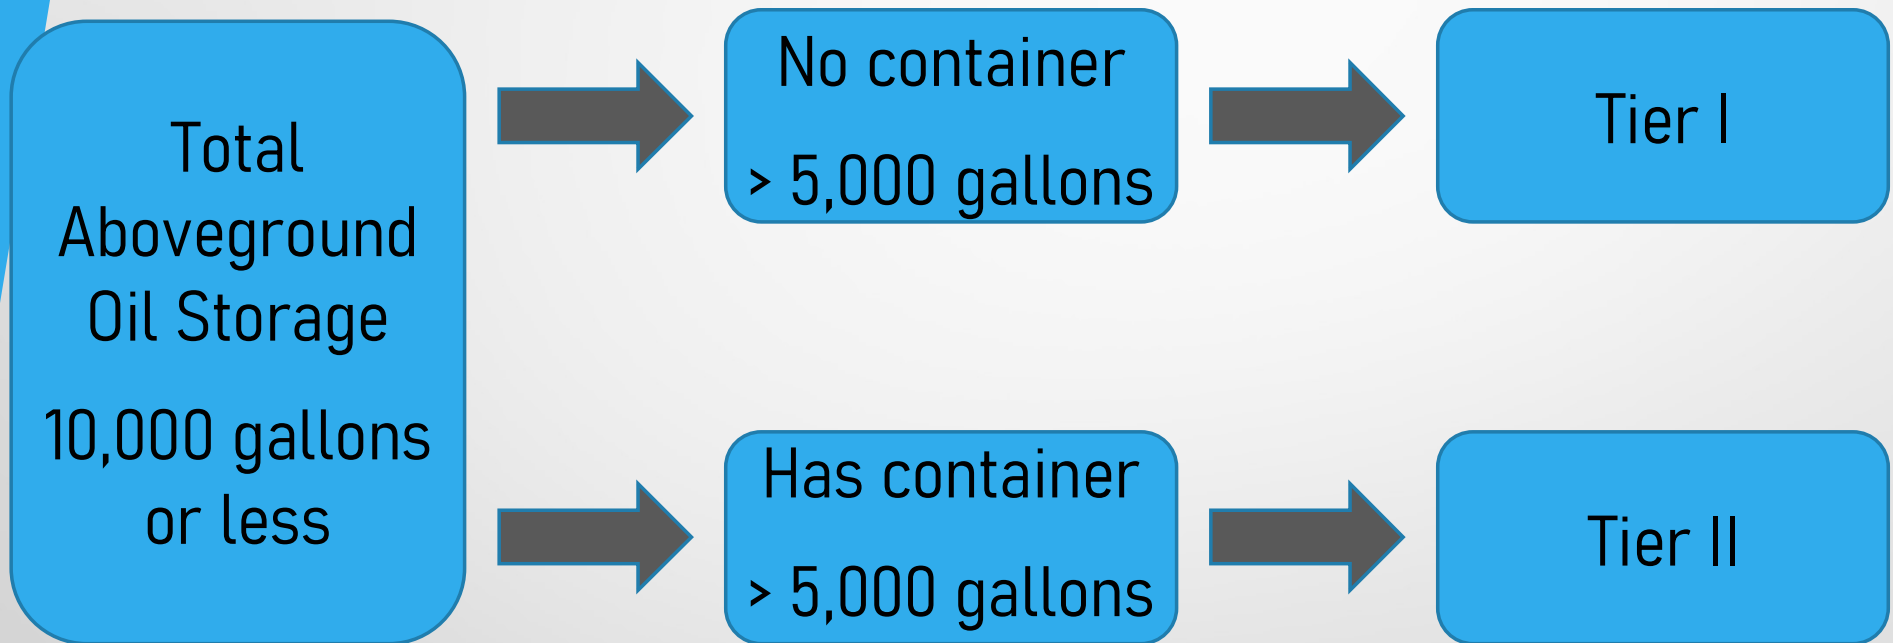 Total
Aboveground
Oil Storage
10,000 gallons
or less
No container
> 5,000 gallons
Tier I
Has container
> 5,000 gallons
Tier II